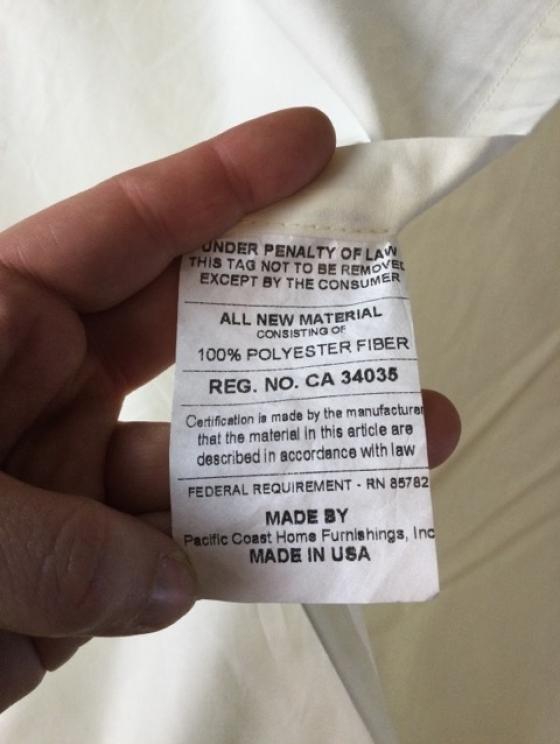 UNDER PENALTY OF LAW
THIS TAG NOT TO BE REMOVED
EXCEPT BY THE CONSUMER
ALL NEW MATERIAL
CONSISTING OF
100% POLYESTER FIBER
REG. NO. CA 34035
Certification is made by the manufacturer
that the material in this article are
described in accordance with law
FEDERAL REQUIREMENT - RN 85782
MADE BY
Pacific Coast Home Furnishings, Inc
MADE IN USA